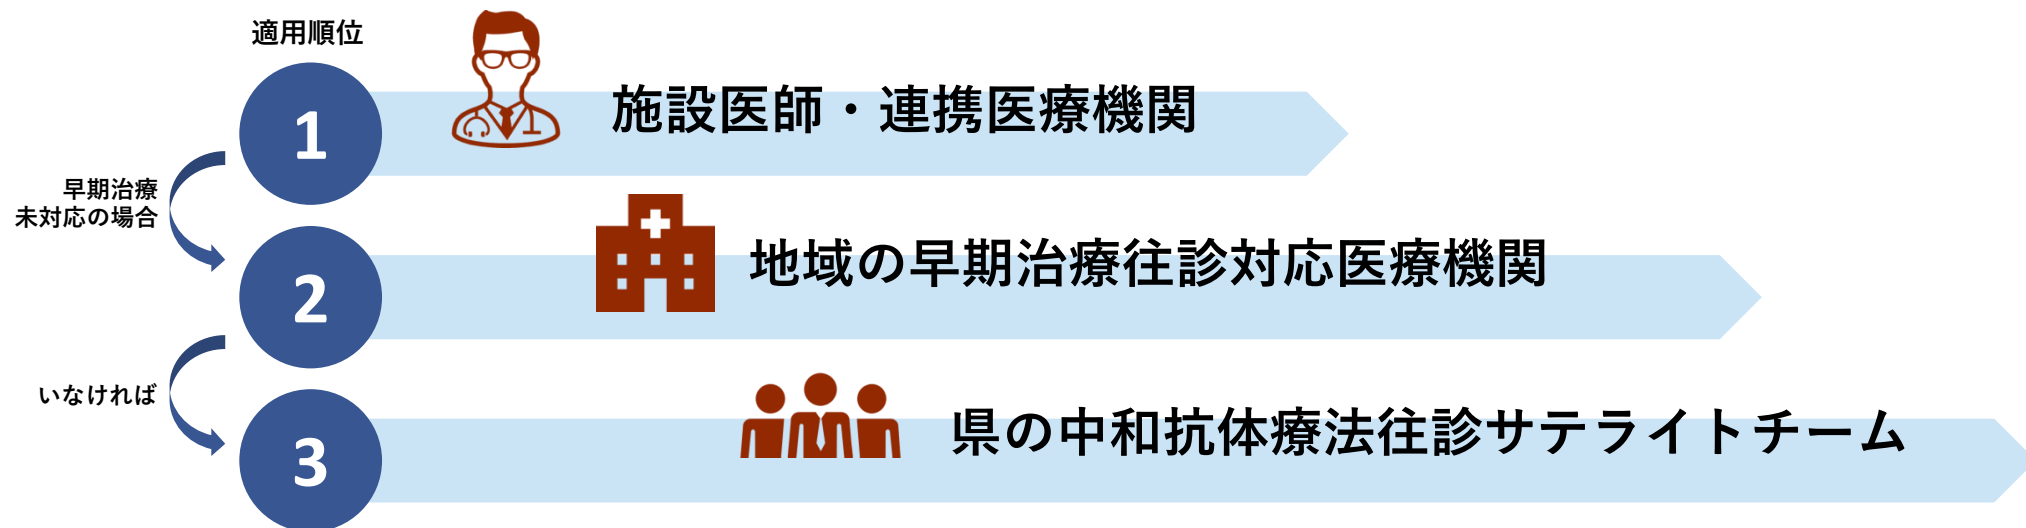 適用順位
1
施設医師・連携医療機関
早期治療
未対応の場合
2
地域の早期治療往診対応医療機関
いなければ
3
県の中和抗体療法往診サテライトチーム